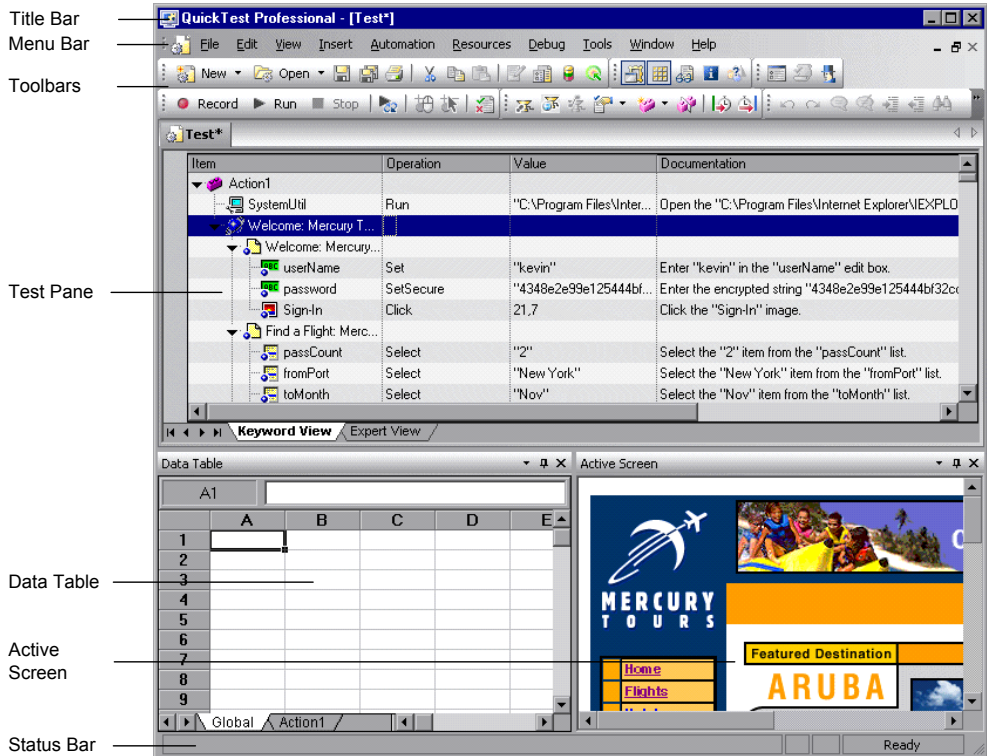 Title Bar
QuickTest Professional - [Test*]
Menu Bar
File Edit View Insert Automation Resources Debug Tools Window Help
Toolbars
New Open
Record Run Stop
Test*
Item Operation Value Documentation
Action1
SystemUtil Run "C:\Program Files\Inter... Open the "C:\Program Files\Internet Explorer\IEXPLO
Welcome: Mercury T...
Welcome: Mercury...
userName Set "kevin" Enter "kevin" in the "userName" edit box.
Test Pane
password SetSecure "4348e2e99e125444bf... Enter the encrypted string "4348e2e99e125444bf32cc
Sign-In Click 21,7 Click the "Sign-In" image.
Find a Flight: Merc...
passCount Select "2" Select the "2" item from the "passCount" list.
fromPort Select "New York" Select the "New York" item from the "fromPort" list.
toMonth Select "Nov" Select the "Nov" item from the "toMonth" list.
Keyword View Expert View
Data Table Active Screen
A1
A B C D E
1
2
3
4
5
6
7
8
9
Data Table
Global Action1
MERCURY
TOURS
Active
Screen
Featured Destination
ARUBA
Home
Flights
Status Bar
Ready